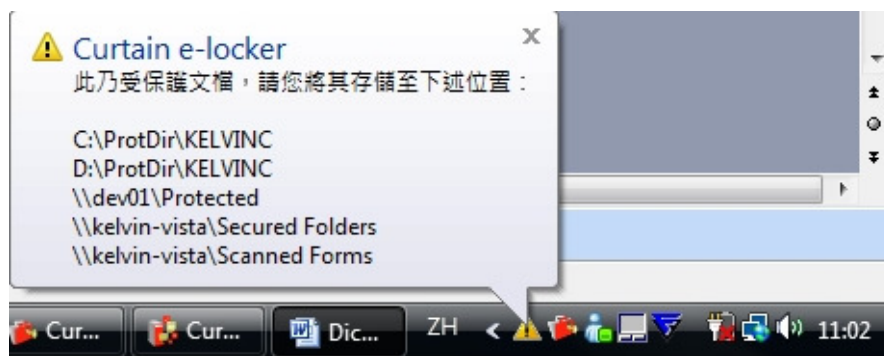 Curtain e-locker
此乃受保護文檔，請您將其存儲至下述位置：
C:\ProtDir\KELVINC
D:\ProtDir\KELVINC
\\dev01\Protected
\\kelvin-vista\Secured Folders
\\kelvin-vista\Scanned Forms
Cur... Cur... Dic... ZH 11:02